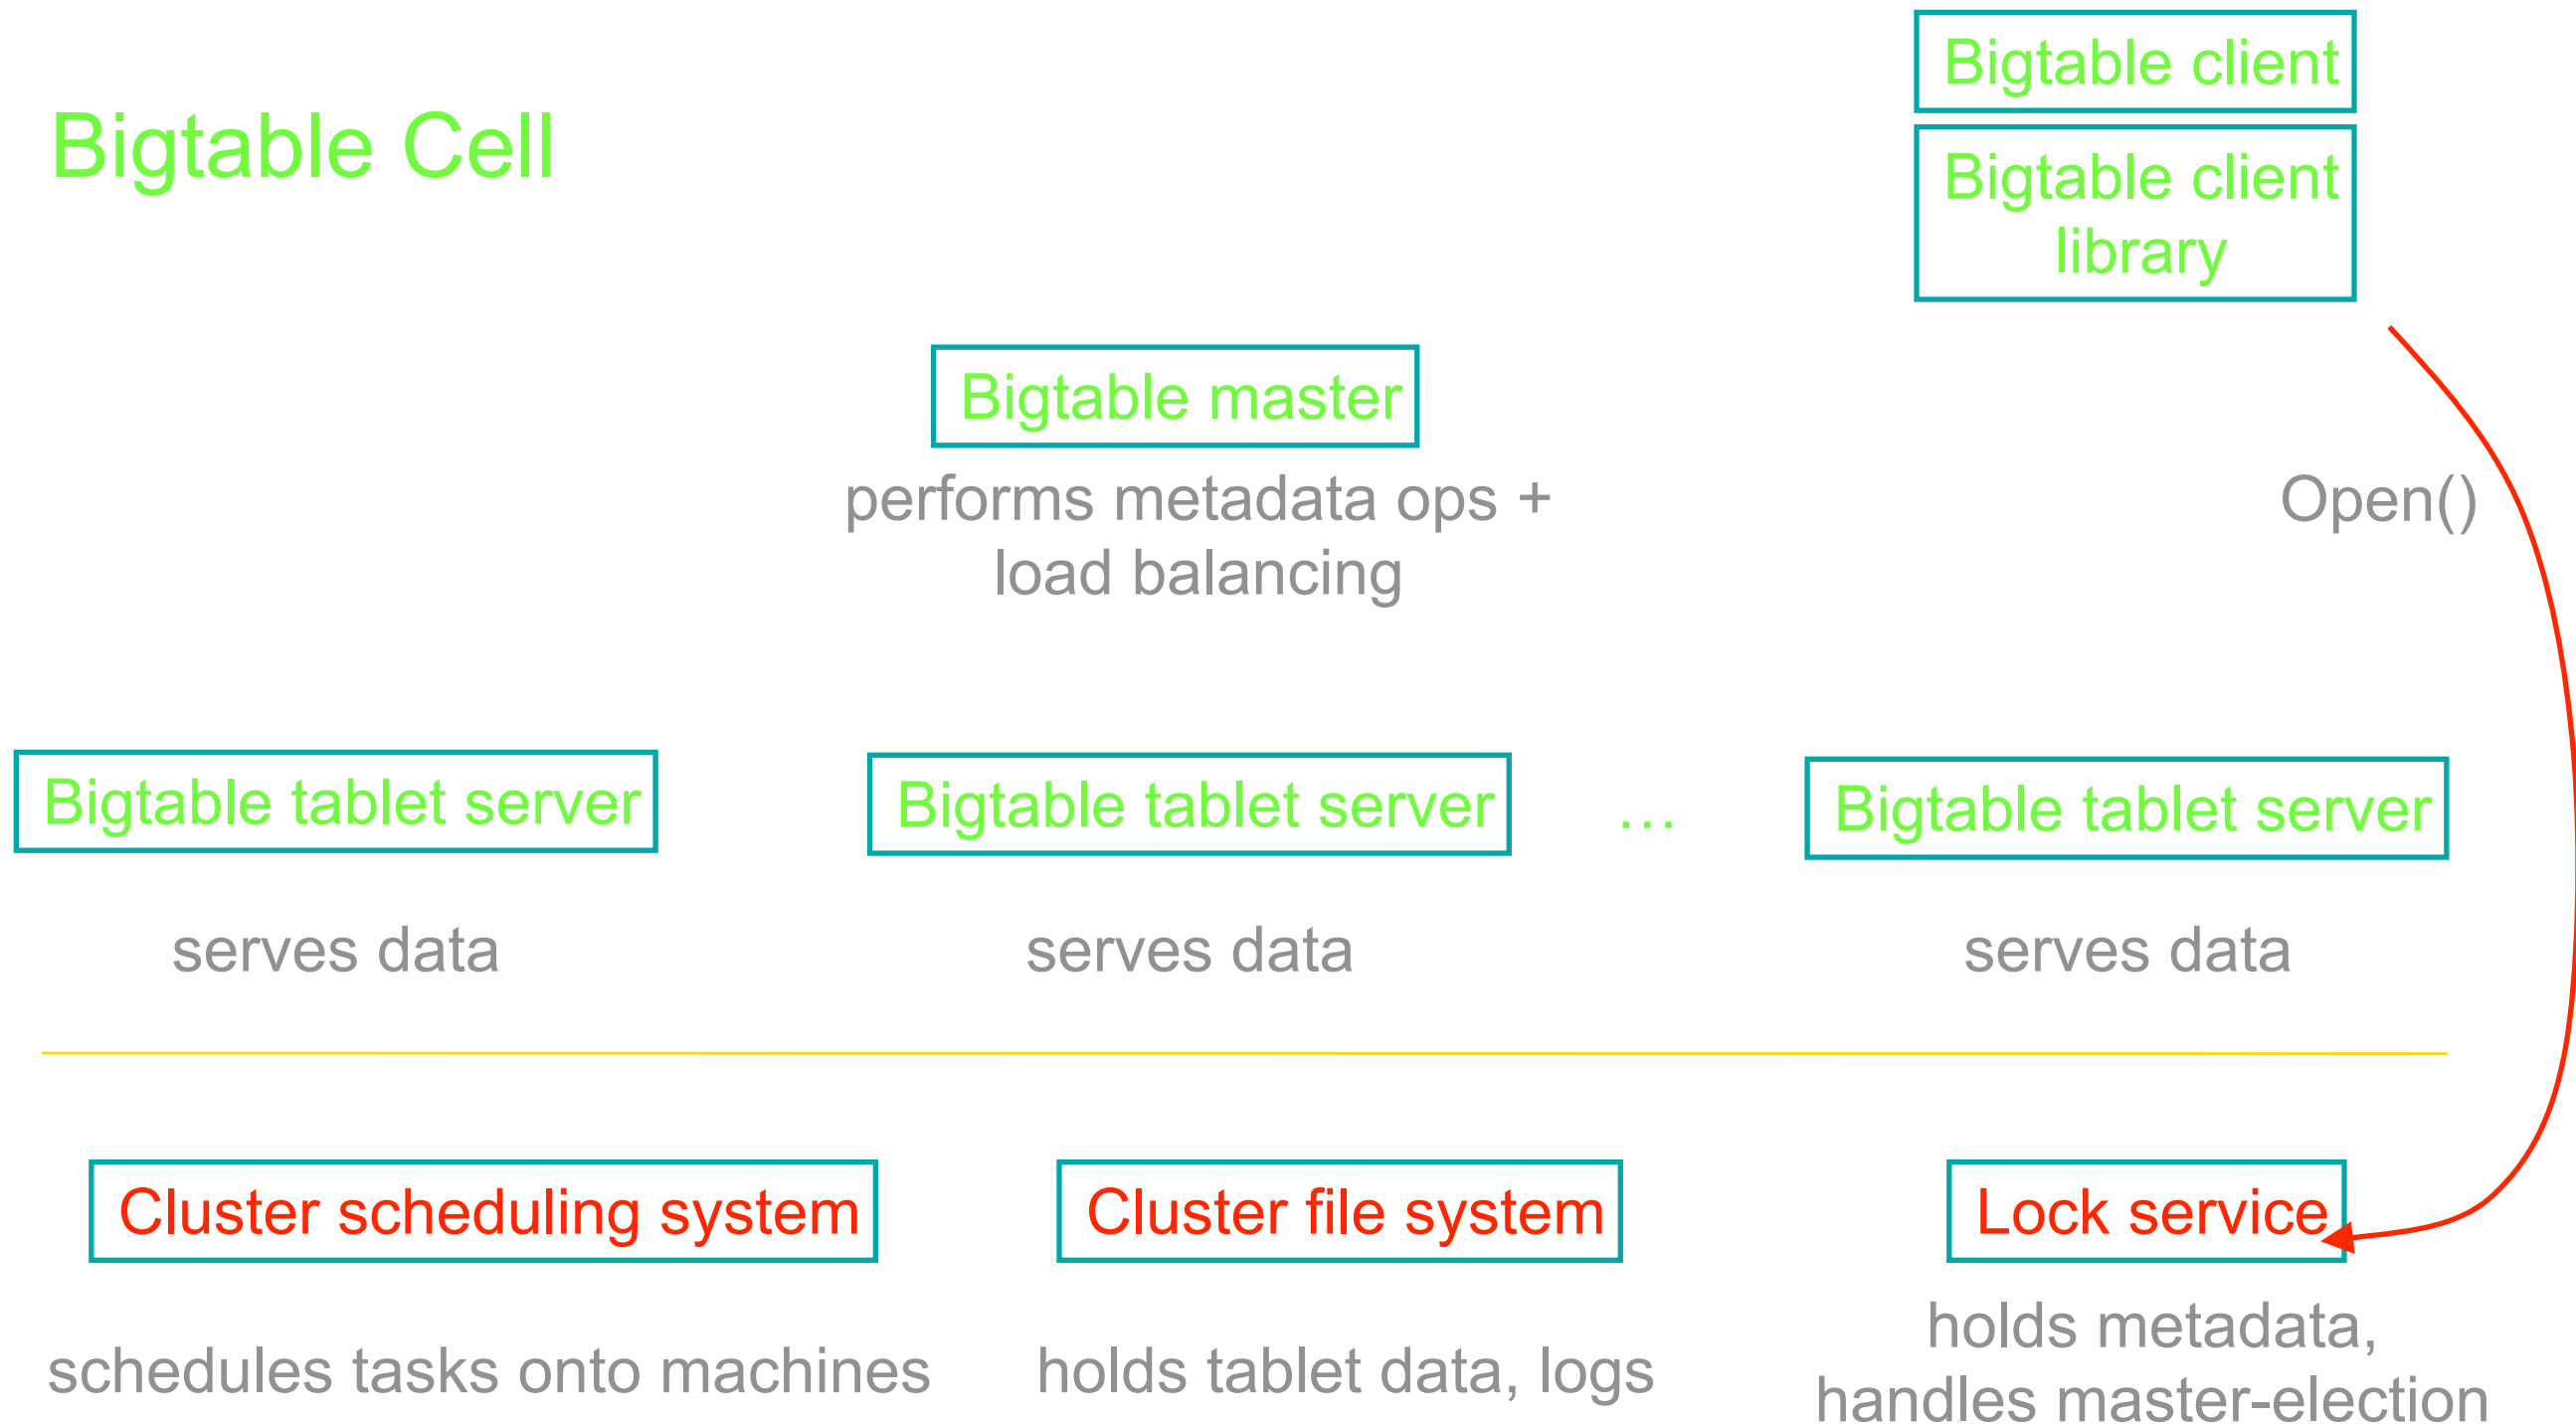 Bigtable Cell
Bigtable client
Bigtable client
library
Bigtable master
performs metadata ops +
load balancing
Open()
Bigtable tablet server
Bigtable tablet server
...
Bigtable tablet server
serves data
serves data
serves data
Cluster scheduling system
Cluster file system
Lock service
schedules tasks onto machines
holds tablet data, logs
holds metadata,
handles master-election